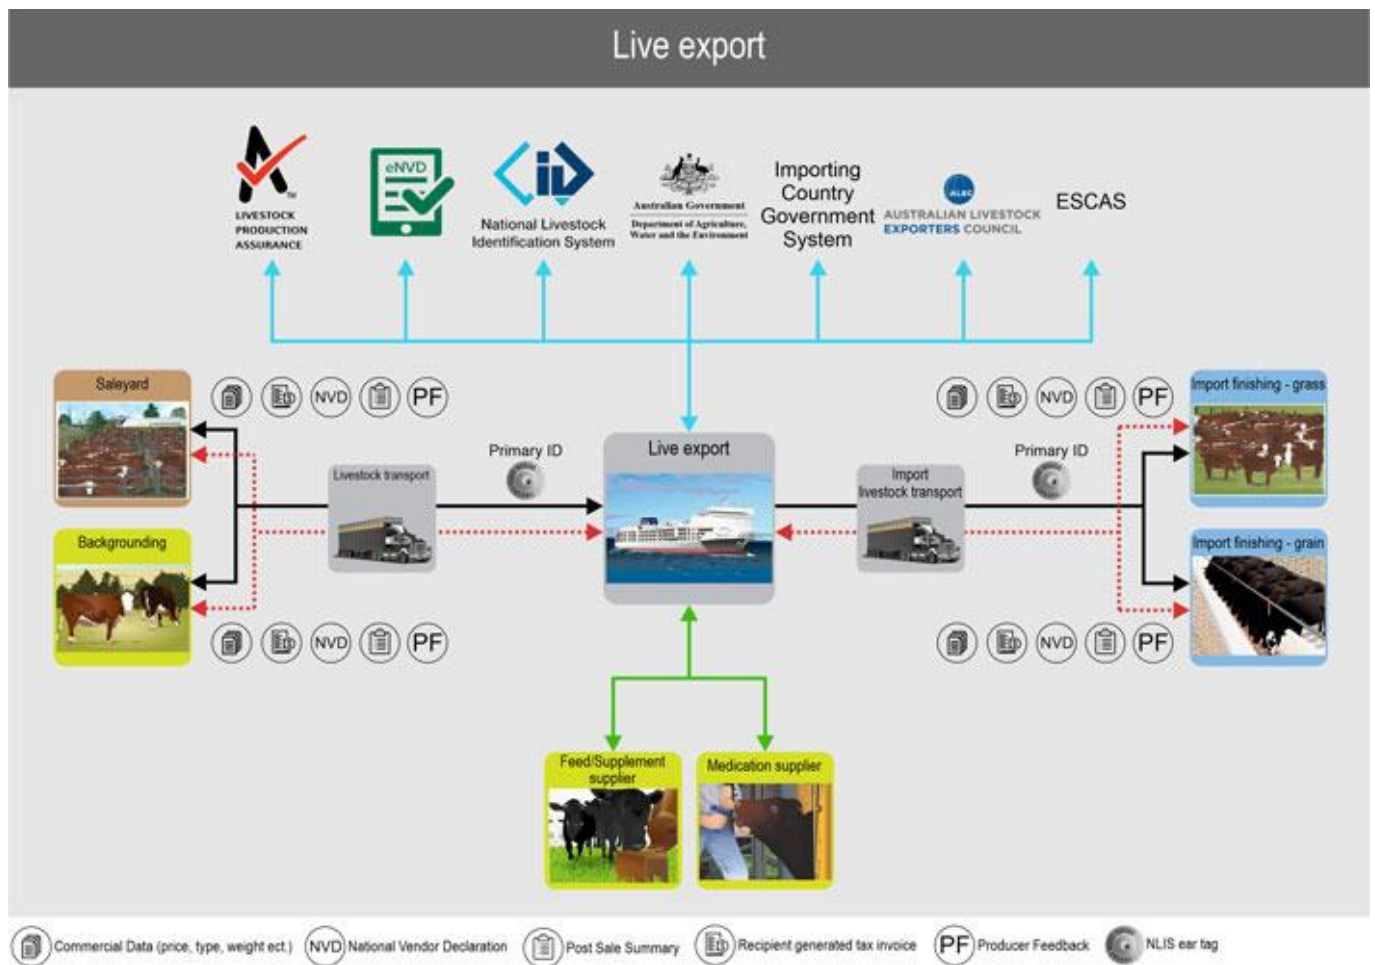 Live export
LIVESTOCK
PRODUCTION
ASSURANCE
TM
eNVD
National Livestock
Identification System
Australian Government
Department of Agriculture,
Water and the Environment
Importing
Country
Government
System
ALEC
AUSTRALIAN LIVESTOCK
EXPORTERS COUNCIL
ESCAS
Saleyard
NVD
PF
NVD
PF
Import finishing - grass
Primary ID
Live export
Primary ID
Livestock transport
Import
livestock transport
Backgrounding
Import finishing - grain
NVD
PF
NVD
PF
Feed/Supplement
supplier
Medication supplier
Commercial Data (price, type, weight ect.)
NVD
National Vendor Declaration
Post Sale Summary
Recipient generated tax invoice
PF
Producer Feedback
NLIS ear tag